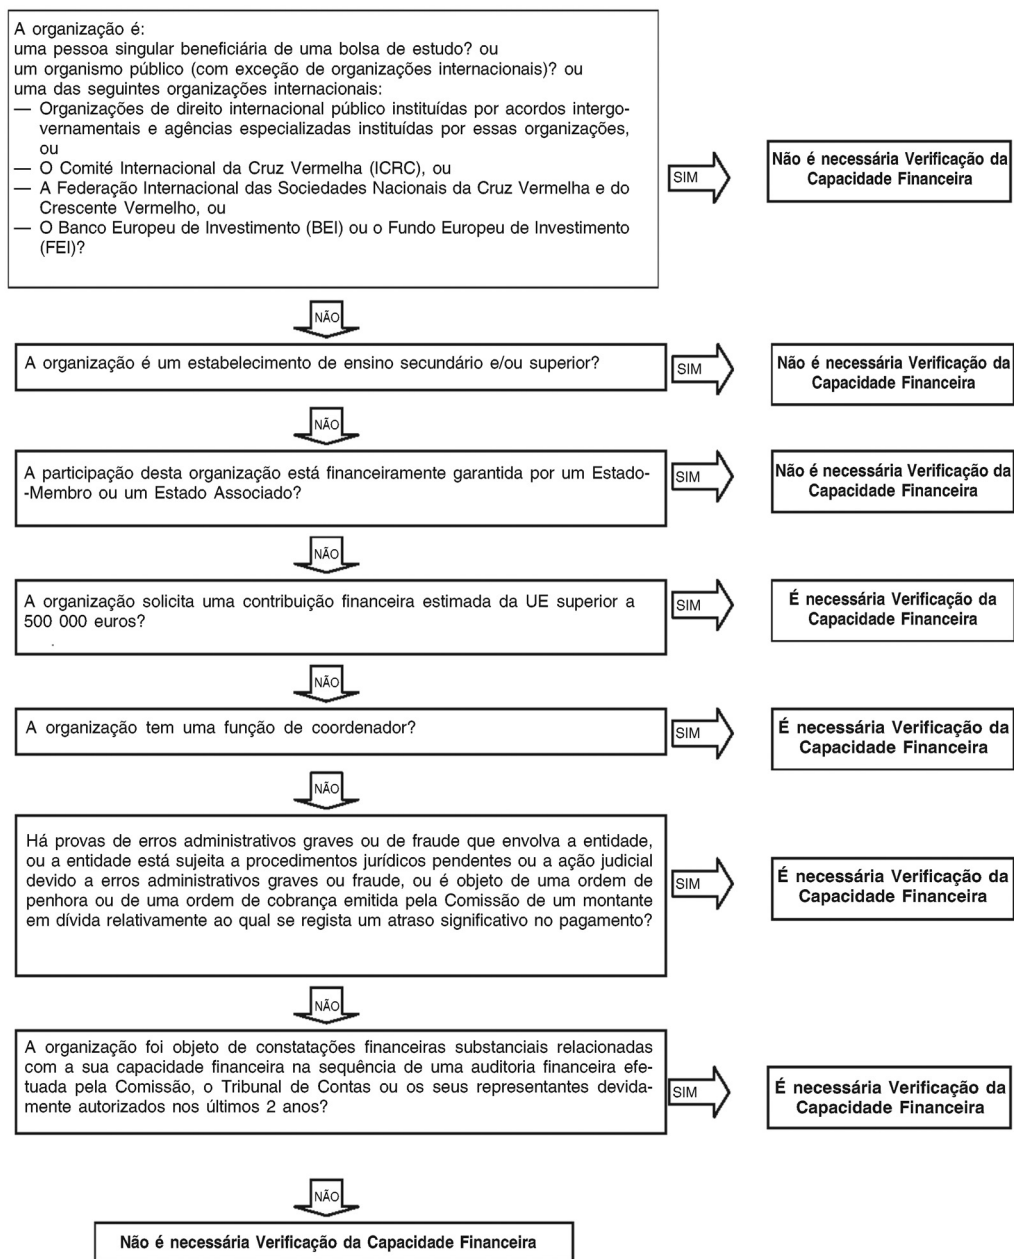 A organização é:
uma pessoa singular beneficiária de uma bolsa de estudo? ou
um organismo público (com exceção de organizações internacionais)? ou
uma das seguintes organizações internacionais:
— Organizações de direito internacional público instituídas por acordos intergo-
vernamentais e agências especializadas instituídas por essas organizações,
ou
— O Comité Internacional da Cruz Vermelha (ICRC), ou
— A Federação Internacional das Sociedades Nacionais da Cruz Vermelha e do
Crescente Vermelho, ou
— O Banco Europeu de Investimento (BEI) ou o Fundo Europeu de Investimento
(FEI)?
SIM
Não é necessária Verificação da
Capacidade Financeira
NÃO
A organização é um estabelecimento de ensino secundário e/ou superior?
SIM
Não é necessária Verificação da
Capacidade Financeira
NÃO
A participação desta organização está financeiramente garantida por um Estado-
-Membro ou um Estado Associado?
SIM
Não é necessária Verificação da
Capacidade Financeira
NÃO
A organização solicita uma contribuição financeira estimada da UE superior a
500 000 euros?
SIM
É necessária Verificação da
Capacidade Financeira
NÃO
A organização tem uma função de coordenador?
SIM
É necessária Verificação da
Capacidade Financeira
NÃO
Há provas de erros administrativos graves ou de fraude que envolva a entidade,
ou a entidade está sujeita a procedimentos jurídicos pendentes ou a ação judicial
devido a erros administrativos graves ou fraude, ou é objeto de uma ordem de
penhora ou de uma ordem de cobrança emitida pela Comissão de um montante
em dívida relativamente ao qual se regista um atraso significativo no pagamento?
SIM
É necessária Verificação da
Capacidade Financeira
NÃO
A organização foi objeto de constatações financeiras substanciais relacionadas
com a sua capacidade financeira na sequência de uma auditoria financeira efe-
tuada pela Comissão, o Tribunal de Contas ou os seus representantes devida-
mente autorizados nos últimos 2 anos?
SIM
É necessária Verificação da
Capacidade Financeira
NÃO
Não é necessária Verificação da Capacidade Financeira